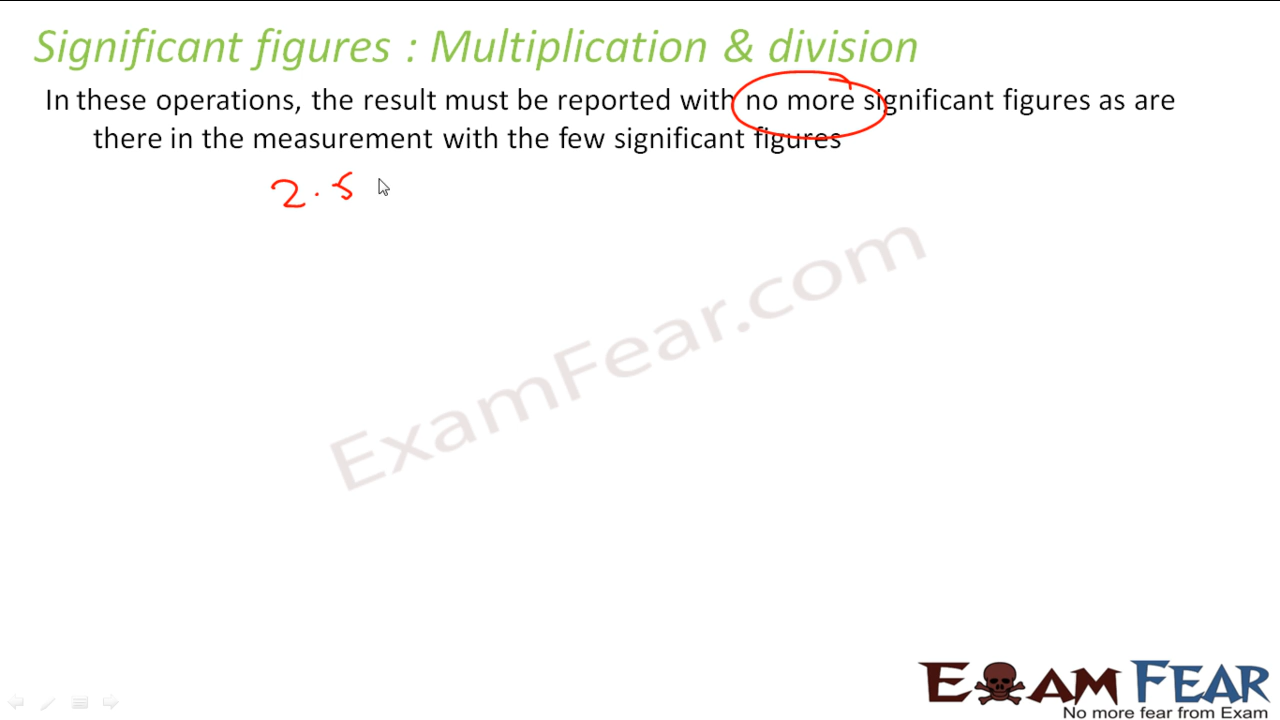 Significant figures : Multiplication & division
In these operations, the result must be reported with no more significant figures as are
there in the measurement with the few significant figures
2.5
ExamFear.com
EXAM FEAR
No more fear from Exam